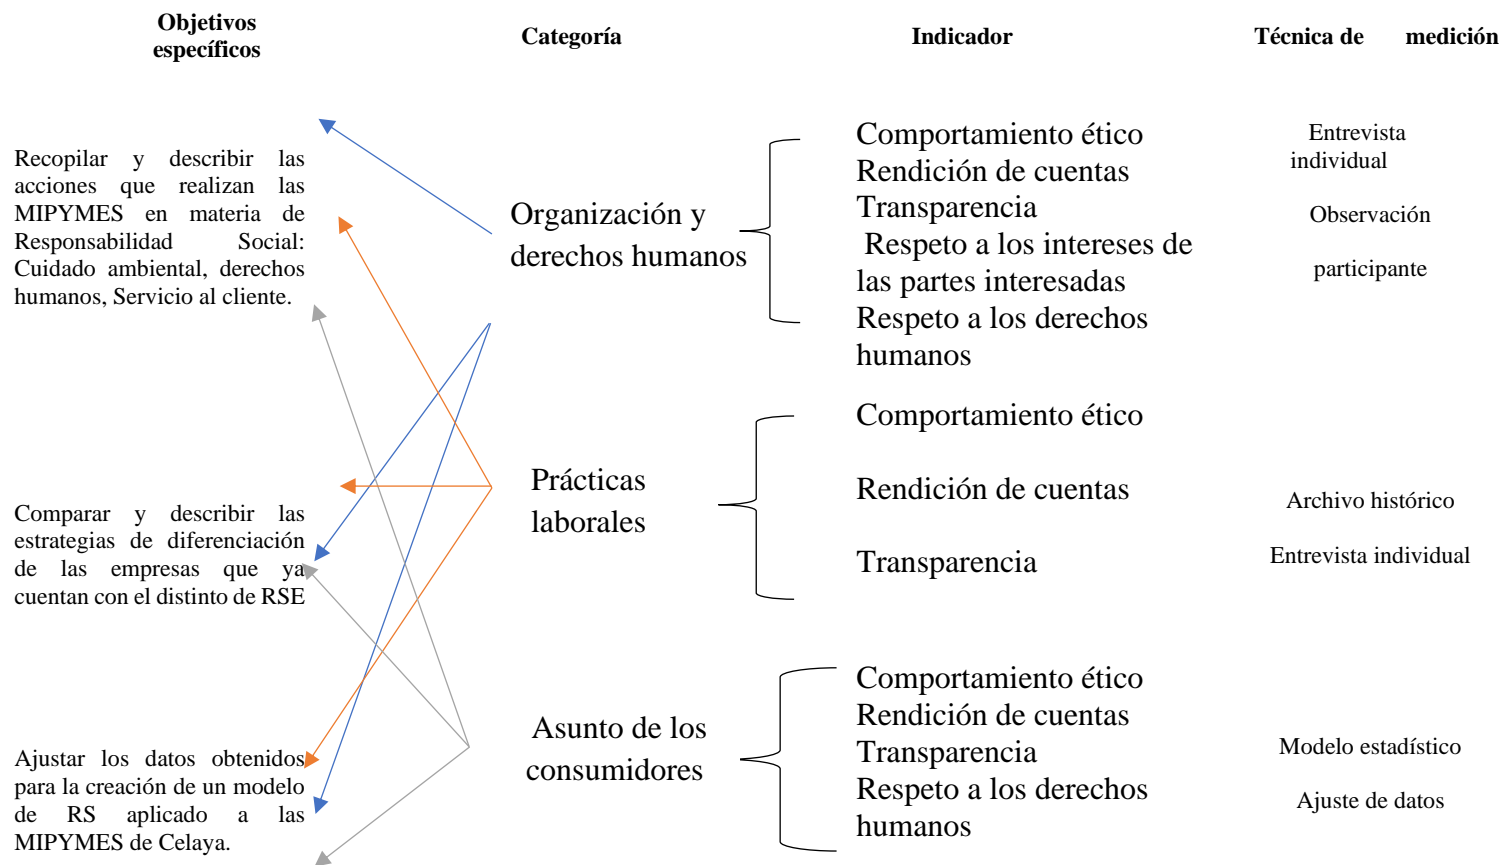 Objetivos
específicos
Categoría
Indicador
Técnica de medición
Recopilar y describir las
acciones que realizan las
MIPYMES en materia de
Responsabilidad Social:
Cuidado ambiental, derechos
humanos, Servicio al cliente.
Organización y
derechos humanos
Comportamiento ético
Rendición de cuentas
Transparencia
Respeto a los intereses de
las partes interesadas
Respeto a los derechos
humanos
Entrevista
individual
Observación
participante
Comparar y describir las
estrategias de diferenciación
de las empresas que ya
cuentan con el distinto de RSE
Prácticas
laborales
Comportamiento ético
Rendición de cuentas
Transparencia
Archivo histórico
Entrevista individual
Ajustar los datos obtenidos
para la creación de un modelo
de RS aplicado a las
MIPYMES de Celaya.
Asunto de los
consumidores
Comportamiento ético
Rendición de cuentas
Transparencia
Respeto a los derechos
humanos
Modelo estadístico
Ajuste de datos